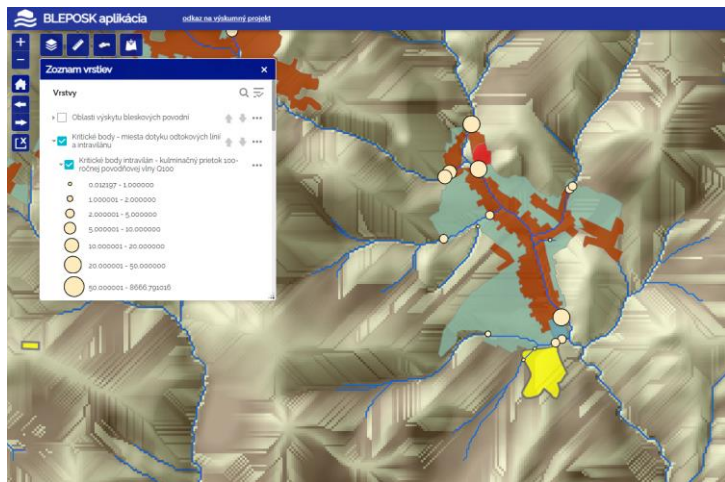 BLEPOSK aplikácia
odkaz na výskumný projekt
Zoznam vrstiev
Vrstvy
Oblasti výskytu bleskových povodní
Kritické body - miesta dotyku odtokových línií
a intravilánu
Kritické body intravilán - kulminačný prietok 100-
ročnej povodňovej vlny Q100
0.012197 - 1.000000
1.000001 - 2.000000
2.000001 - 5.000000
5.000001 - 10.000000
10.000001 - 20.000000
20.000001 - 50.000000
50.000001 - 8666.791016